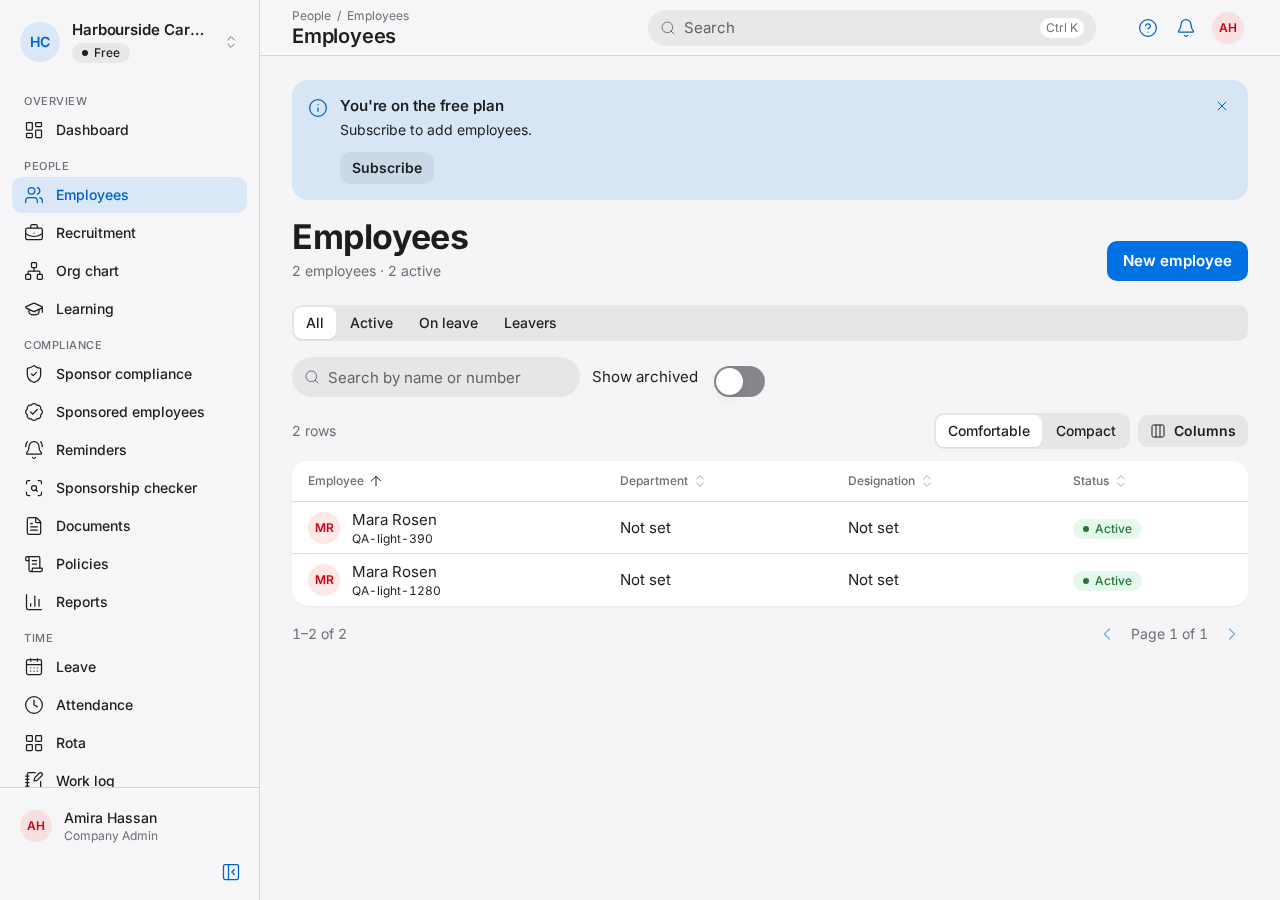 HC
Harbourside Car...
Free
OVERVIEW
Dashboard
PEOPLE
Employees
Recruitment
Org chart
Learning
COMPLIANCE
Sponsor compliance
Sponsored employees
Reminders
Sponsorship checker
Documents
Policies
Reports
TIME
Leave
Attendance
Rota
Work log
AH
Amira Hassan
Company Admin
People / Employees
Employees
Search
Ctrl K
AH
You're on the free plan
Subscribe to add employees.
Subscribe
Employees
2 employees · 2 active
New employee
All Active On leave Leavers
Search by name or number
Show archived
2 rows
Comfortable Compact Columns
Employee Department Designation Status
MR Mara Rosen Not set Not set Active
QA-light-390
MR Mara Rosen Not set Not set Active
QA-light-1280
1–2 of 2
Page 1 of 1